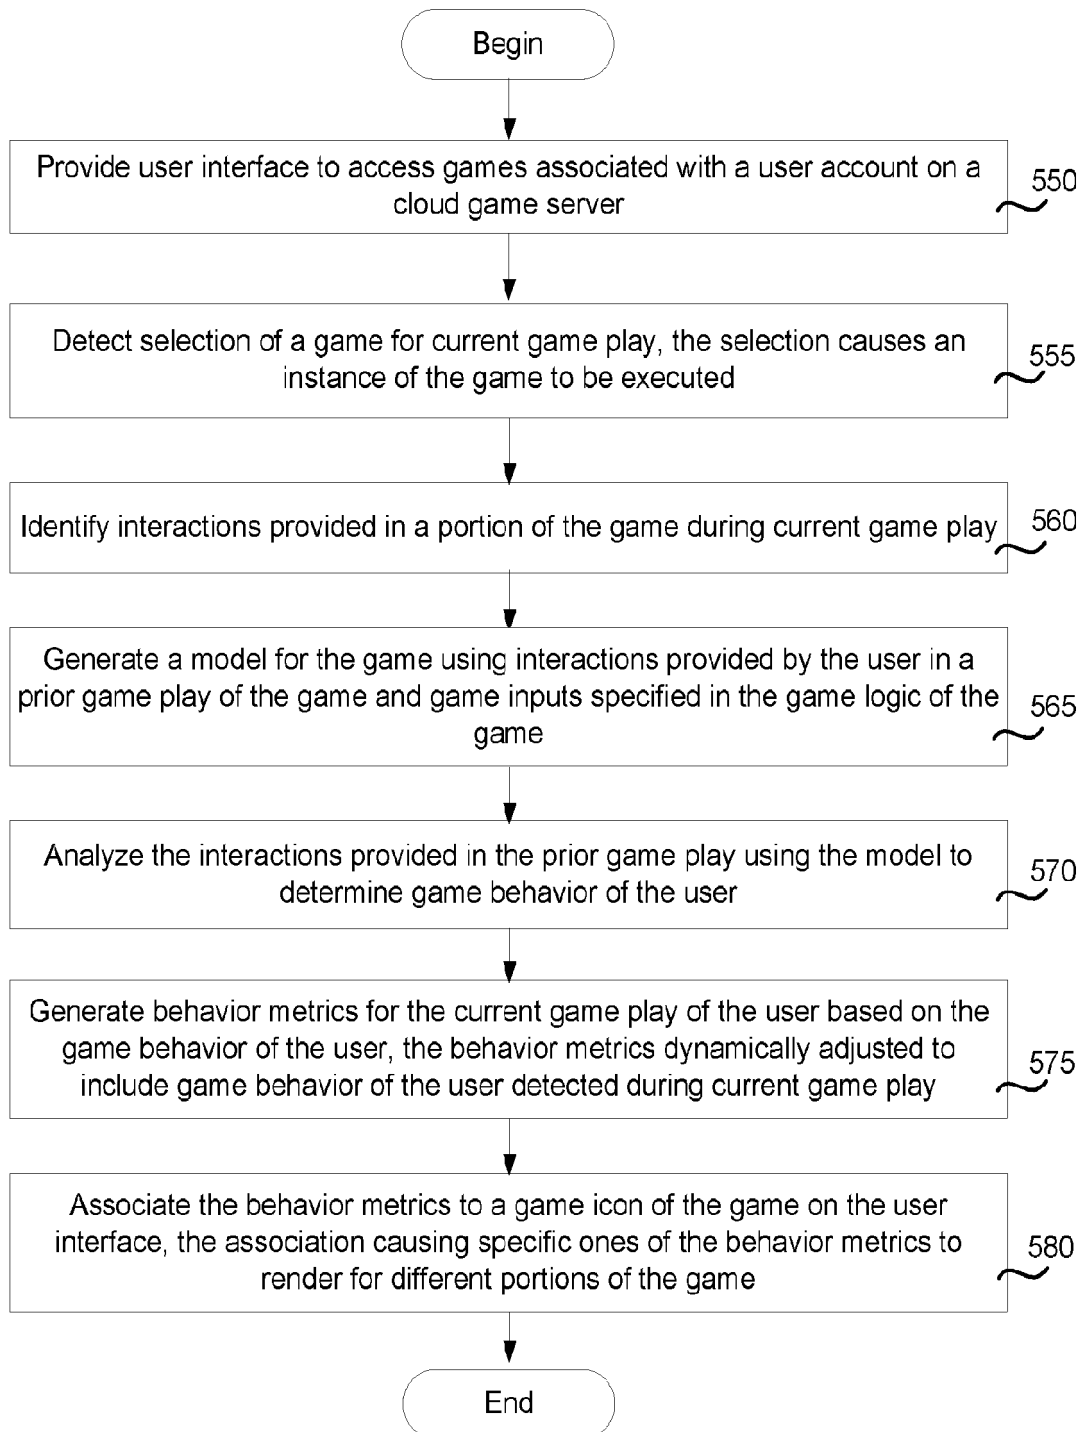 Begin
Provide user interface to access games associated with a user account on a
cloud game server
550
Detect selection of a game for current game play, the selection causes an
instance of the game to be executed
555
Identify interactions provided in a portion of the game during current game play
560
Generate a model for the game using interactions provided by the user in a
prior game play of the game and game inputs specified in the game logic of the
game
565
Analyze the interactions provided in the prior game play using the model to
determine game behavior of the user
570
Generate behavior metrics for the current game play of the user based on the
game behavior of the user, the behavior metrics dynamically adjusted to
include game behavior of the user detected during current game play
575
Associate the behavior metrics to a game icon of the game on the user
interface, the association causing specific ones of the behavior metrics to
render for different portions of the game
580
End